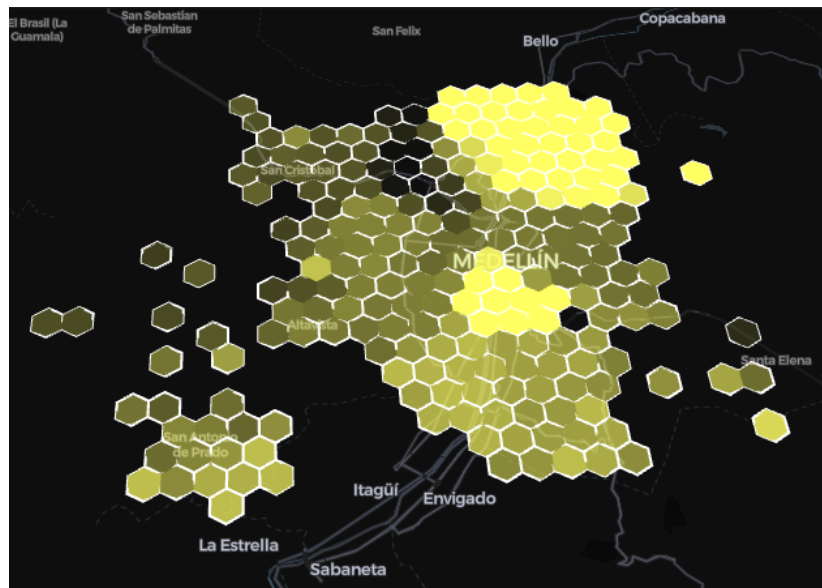 El Brasil (La
Guamala)
San Sebastian
de Palmitas
San Felix
Copacabana
Bello
San Cristobal
MEDELLÍN
Altavista
Santa Elena
San Antonio
de Prado
Itagüí
Envigado
La Estrella
Sabaneta